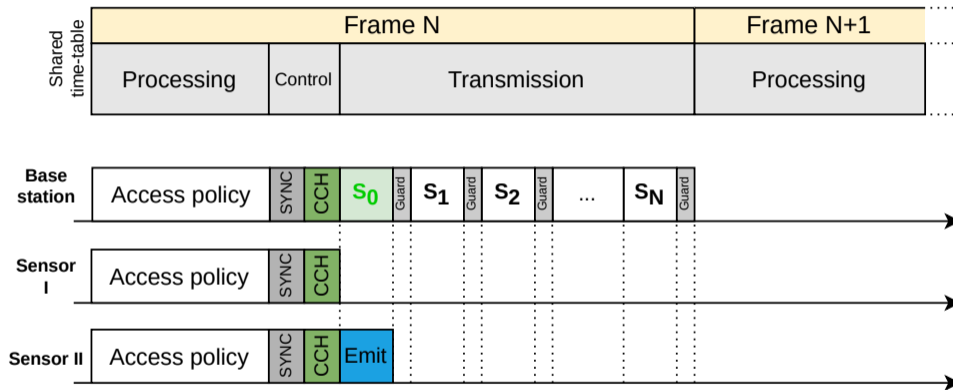 Frame N
Frame N+1
Shared
time-table
Processing
Control
Transmission
Processing
Base
station
Access policy
SYNC
CCH
S0
Guard
S1
Guard
S2
Guard
...
SN
Guard
Sensor
I
Access policy
SYNC
CCH
Sensor II
Access policy
SYNC
CCH
Emit